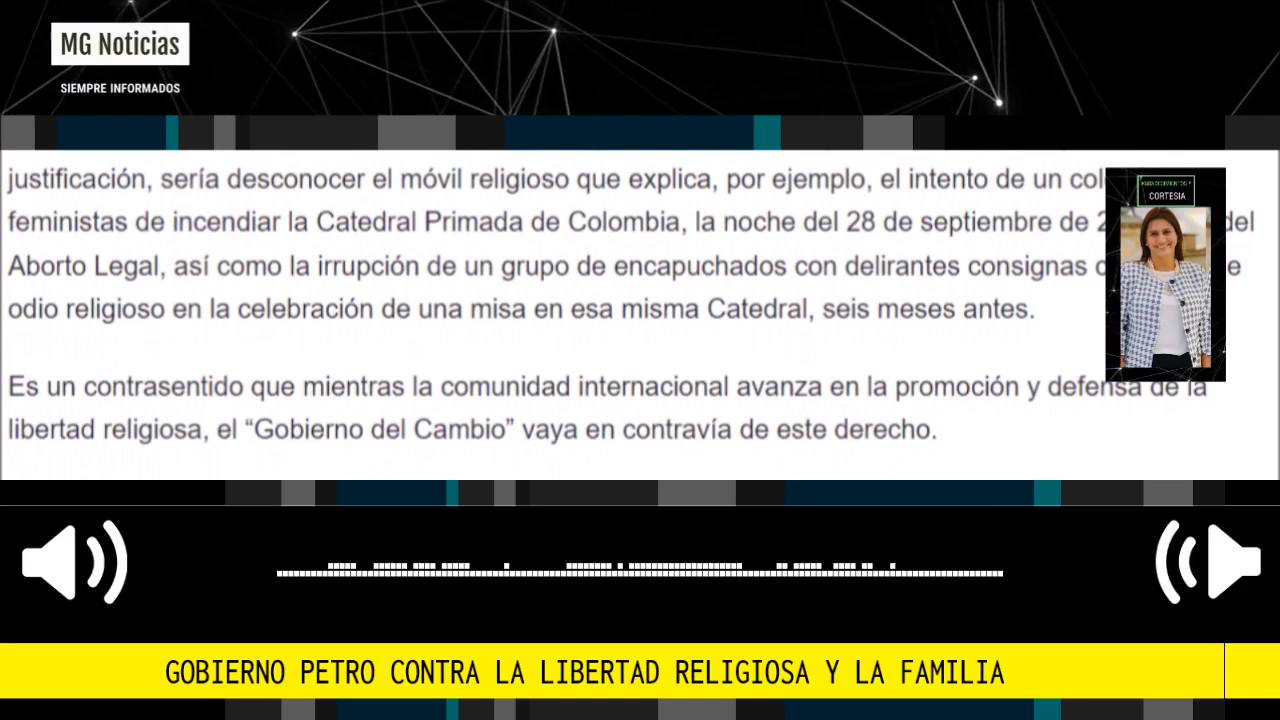 MG Noticias
SIEMPRE INFORMADOS
justificación, sería desconocer el móvil religioso que explica, por ejemplo, el intento de un
feministas de incendiar la Catedral Primada de Colombia, la noche del 28 de septiembre de del
Aborto Legal, así como la irrupción de un grupo de encapuchados con delirantes consignas
odio religioso en la celebración de una misa en esa misma Catedral, seis meses antes.
Es un contrasentido que mientras la comunidad internacional avanza en la promoción y defensa de la
libertad religiosa, el “Gobierno del Cambio” vaya en contravía de este derecho.
CORTESIA
GOBIERNO PETRO CONTRA LA LIBERTAD RELIGIOSA Y LA FAMILIA